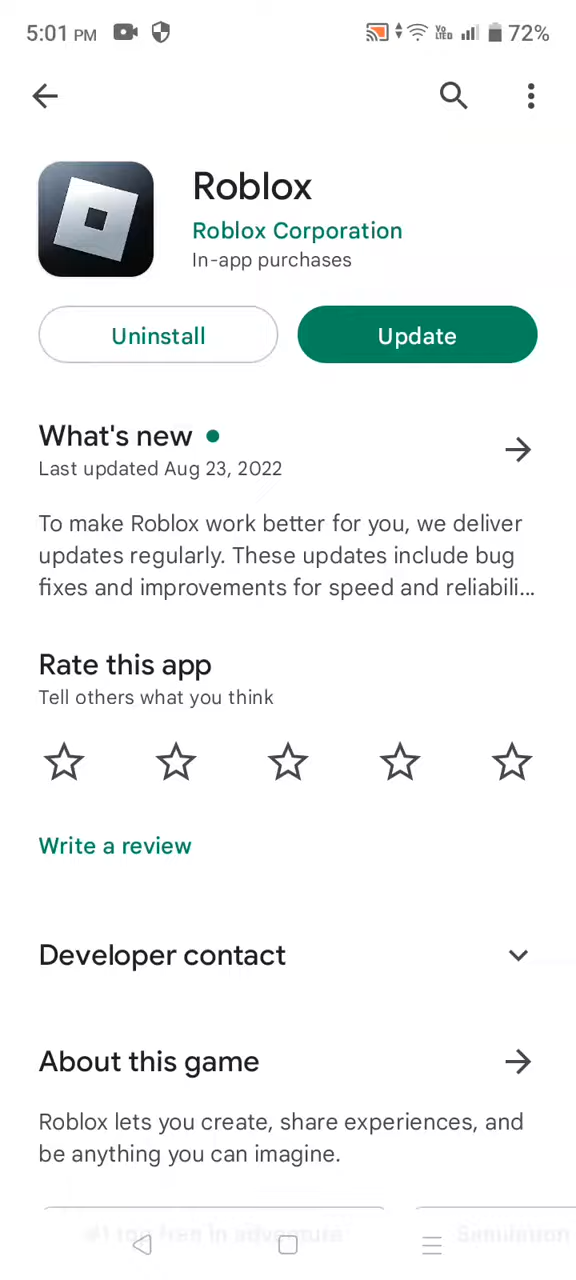 5:01 PM 72%
Roblox
Roblox Corporation
In-app purchases
Uninstall Update
What's new
Last updated Aug 23, 2022
To make Roblox work better for you, we deliver
updates regularly. These updates include bug
fixes and improvements for speed and reliabili...
Rate this app
Tell others what you think
Write a review
Developer contact
About this game
Roblox lets you create, share experiences, and
be anything you can imagine.
Simulation